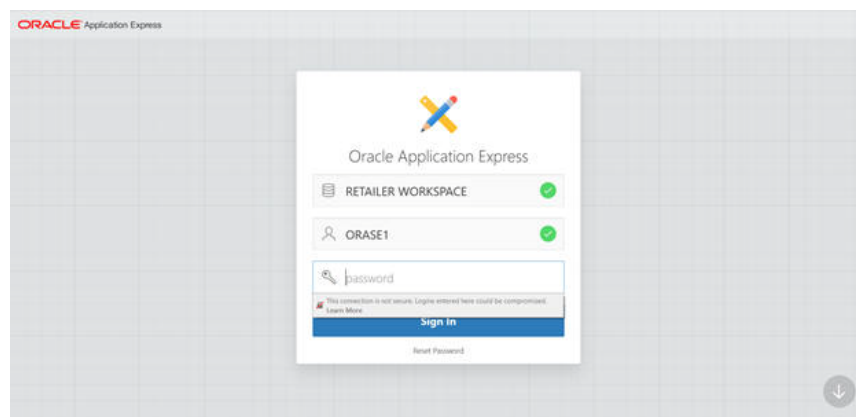 ORACLE Application Express
Oracle Application Express
RETAILER WORKSPACE
ORASE1
password
This connection is not secure. Logins entered here could be compromised.
Learn More
Sign In
Reset Password